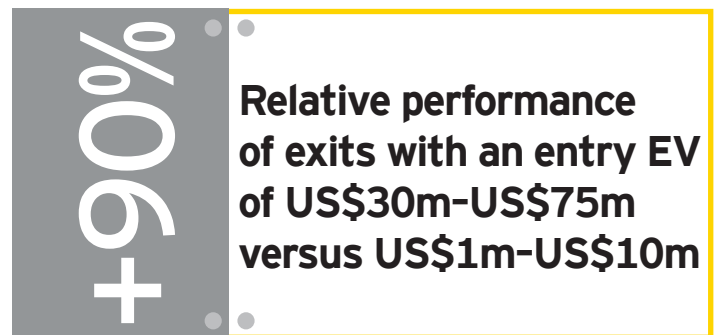 +90%
Relative performance
of exits with an entry EV
of US$30m–US$75m
versus US$1m–US$10m